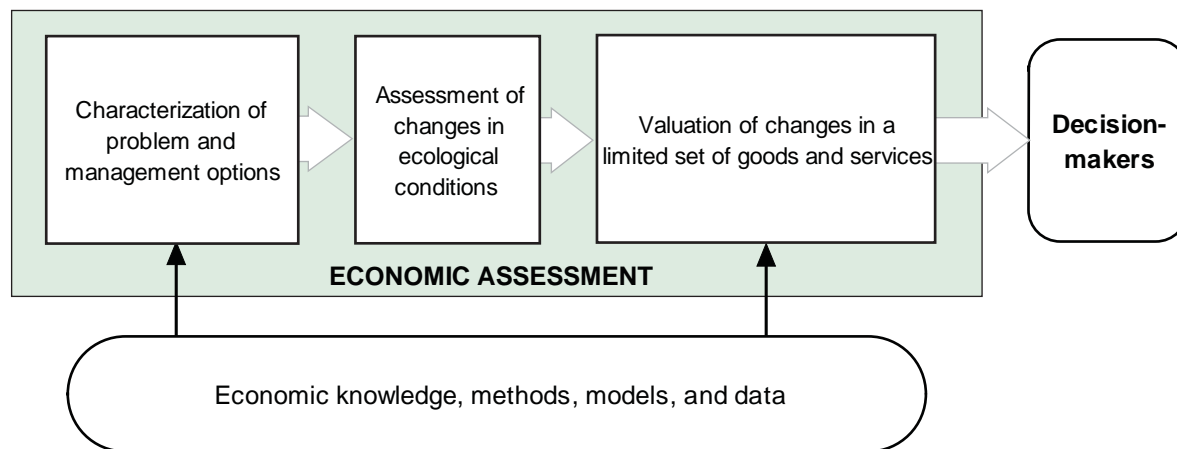 Characterization of
problem and
management options
Assessment of
changes in
ecological
conditions
Valuation of changes in a
limited set of goods and services
Decision-
makers
ECONOMIC ASSESSMENT
Economic knowledge, methods, models, and data